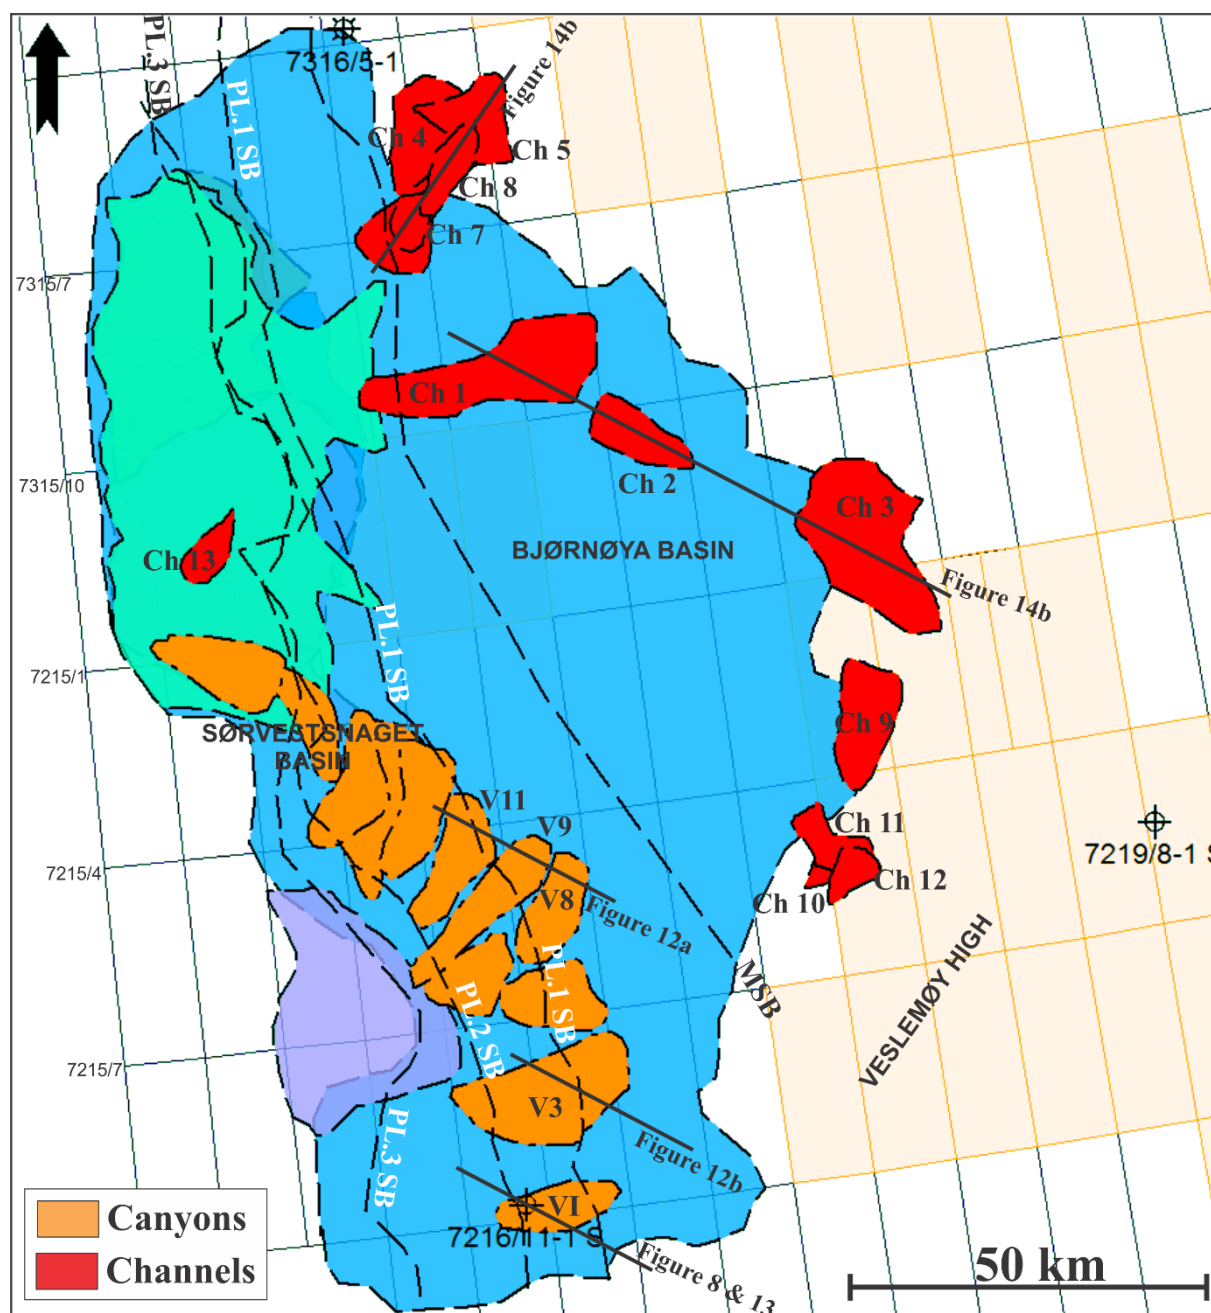 7316/5-1
PL.3 SB
PL.1 SB
Figure 14b
Ch 4
Ch 5
Ch 8
Ch 7
7315/7
Ch 1
Ch 2
7315/10
Ch 3
BJØRNØYA BASIN
Ch 13
Figure 14b
PL.1 SB
7215/1
SØRVESTSNAGET
BASIN
Ch 9
V11
V9
Ch 11
7219/8-1 S
7215/4
V8
Ch 12
Ch 10
Figure 12a
PL.1 SB
MSB
VESLEMØY HIGH
PL.2 SB
7215/7
V3
PL.3 SB
Figure 12b
VI
7216/11-1 S
Figure 8 & 13
Canyons
Channels
50 km